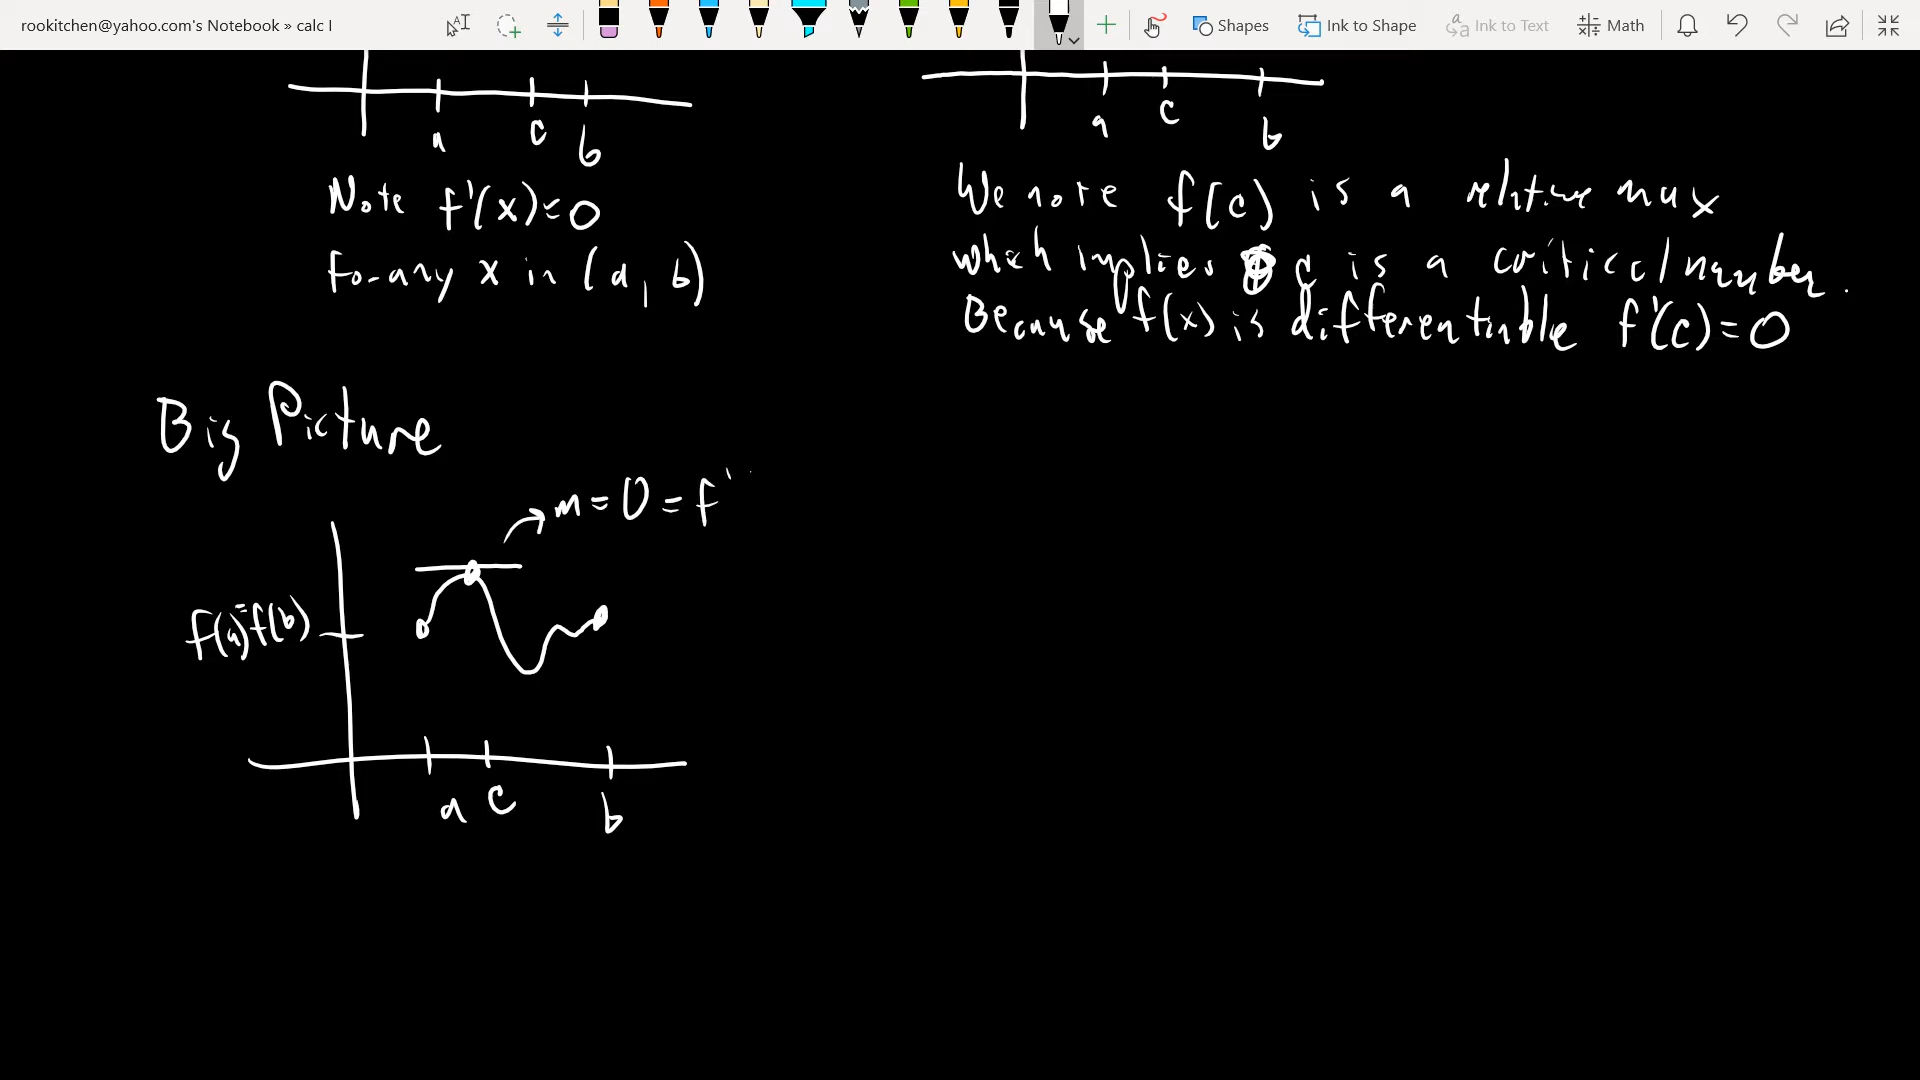 rookitchen@yahoo.com's Notebook » calc I
Shapes
Ink to Shape
Ink to Text
Math
a c b
a c b
Note f'(x)=0
for any x in (a, b)
We note f(c) is a relative max
which implies c is a critical number.
Because f(x) is differentiable f'(c)=0
Big Picture
m = 0 = f'
f(a)=f(b)
a c b